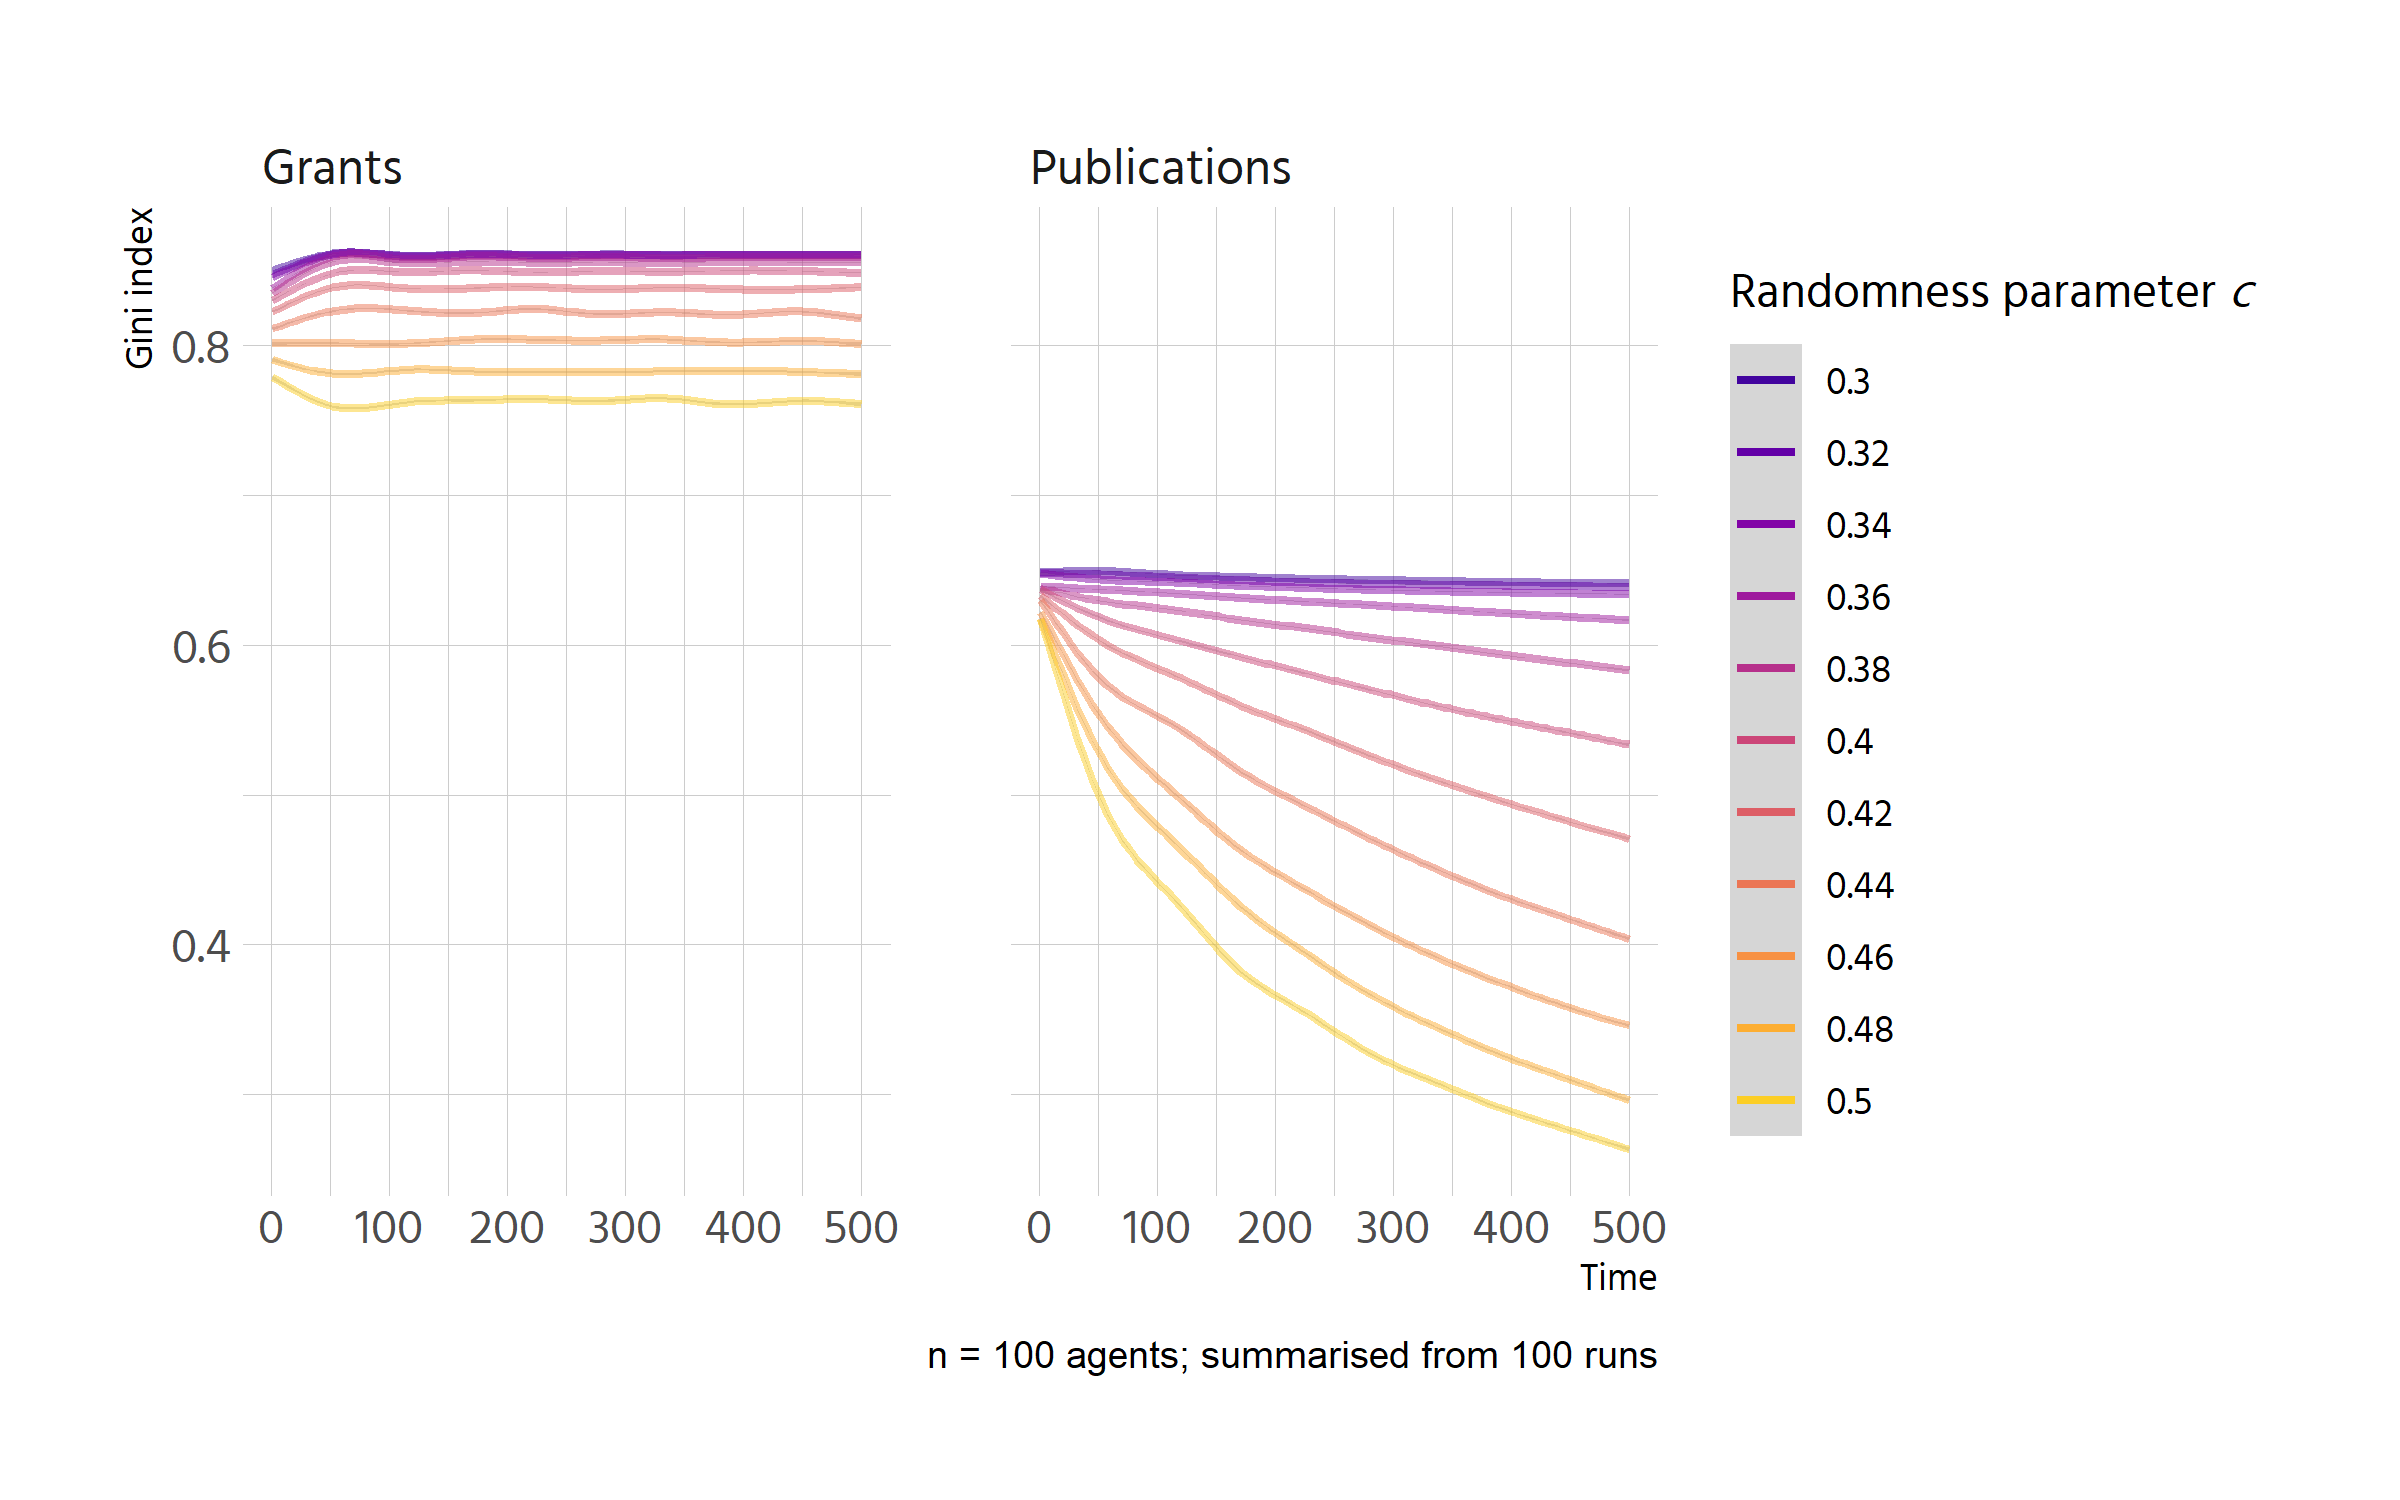 Grants
Publications
Gini index
0.8
0.6
0.4
0 100 200 300 400 500
0 100 200 300 400 500
Time
Randomness parameter c
0.3
0.32
0.34
0.36
0.38
0.4
0.42
0.44
0.46
0.48
0.5
n = 100 agents; summarised from 100 runs